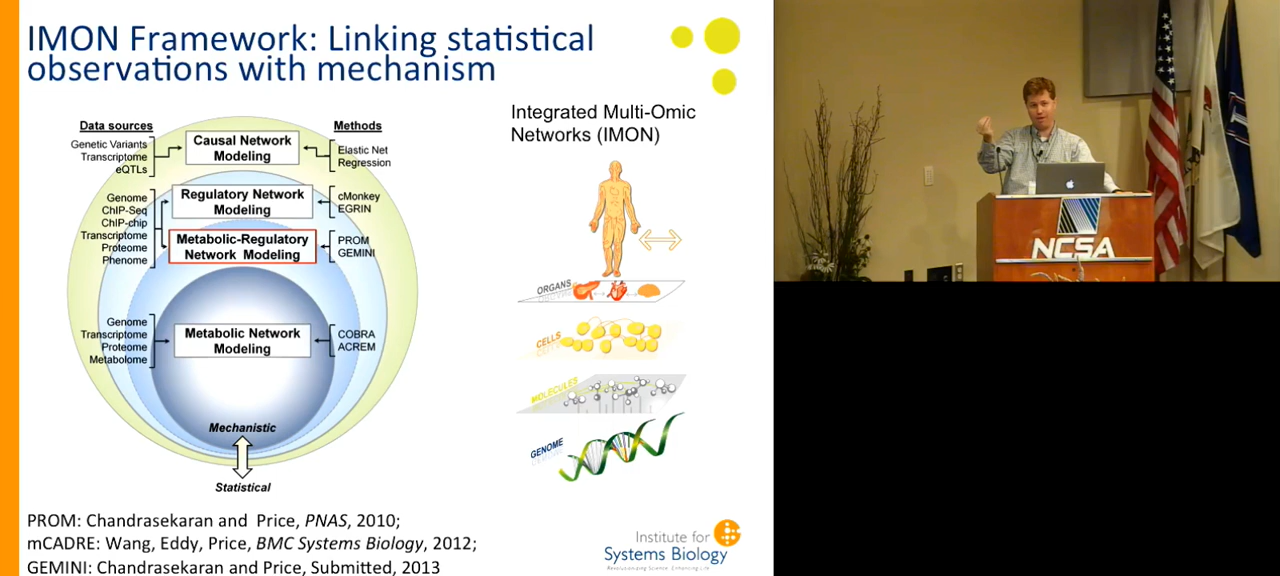 IMON Framework: Linking statistical
observations with mechanism
Data sources
Methods
Genetic Variants
Transcriptome
eQTLs
Causal Network
Modeling
Elastic Net
Regression
Genome
ChIP-Seq
ChIP-chip
Transcriptome
Proteome
Phenome
Regulatory Network
Modeling
cMonkey
EGRIN
Metabolic-Regulatory
Network Modeling
PROM
GEMINI
Genome
Transcriptome
Proteome
Metabolome
Metabolic Network
Modeling
COBRA
ACREM
Mechanistic
Statistical
Integrated Multi-Omic
Networks (IMON)
ORGANS
CELLS
MOLECULES
GENOME
PROM: Chandrasekaran and Price, PNAS, 2010;
mCADRE: Wang, Eddy, Price, BMC Systems Biology, 2012;
GEMINI: Chandrasekaran and Price, Submitted, 2013
Institute for
Systems Biology
Revolutionizing Science. Enhancing Life.
NCSA